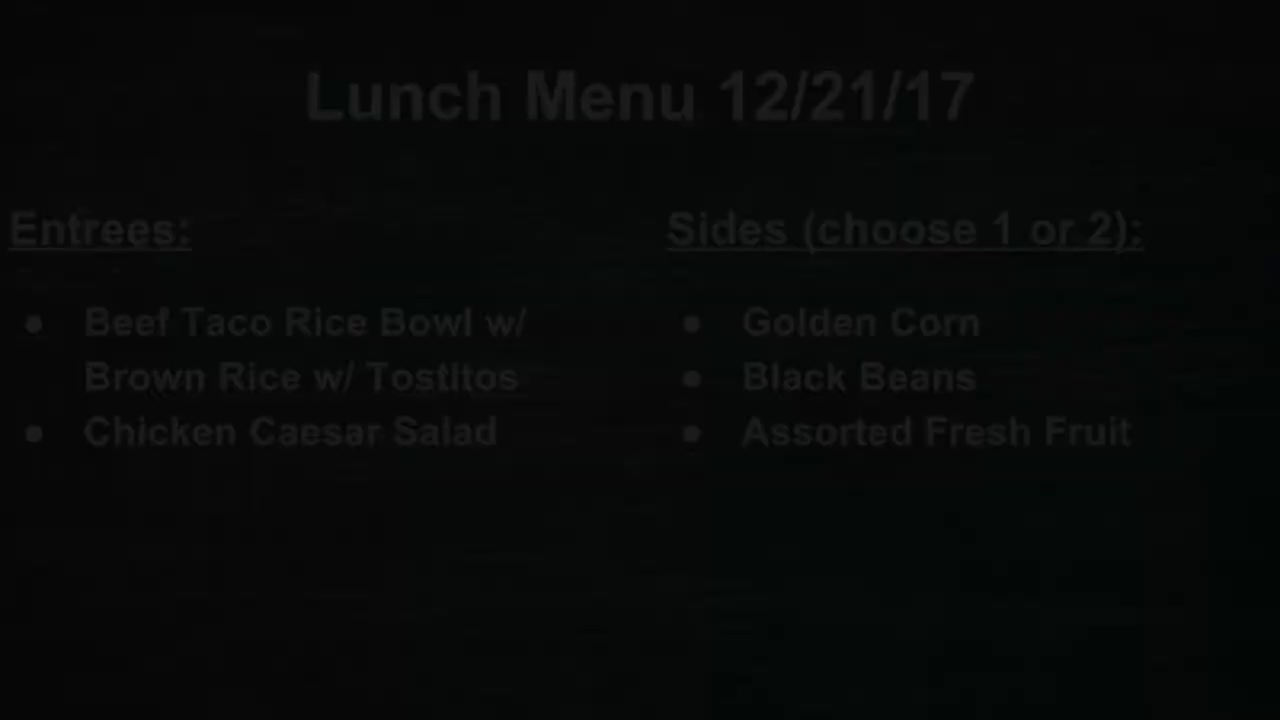 Lunch Menu 12/21/17
Entrees:
● Beef Taco Rice Bowl w/
Brown Rice w/ Tostitos
● Chicken Caesar Salad
Sides (choose 1 or 2):
● Golden Corn
● Black Beans
● Assorted Fresh Fruit